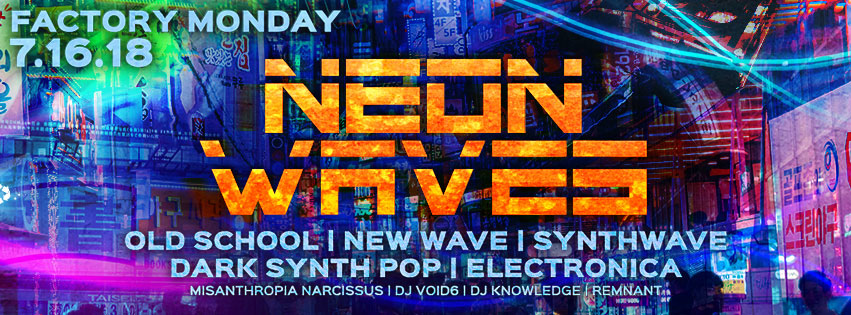 FACTORY MONDAY
7.16.18
NEON
WAVES
OLD SCHOOL | NEW WAVE | SYNTHWAVE
DARK SYNTH POP | ELECTRONICA
MISANTHROPIA NARCISSUS | DJ VOID6 | DJ KNOWLEDGE | REMNANT